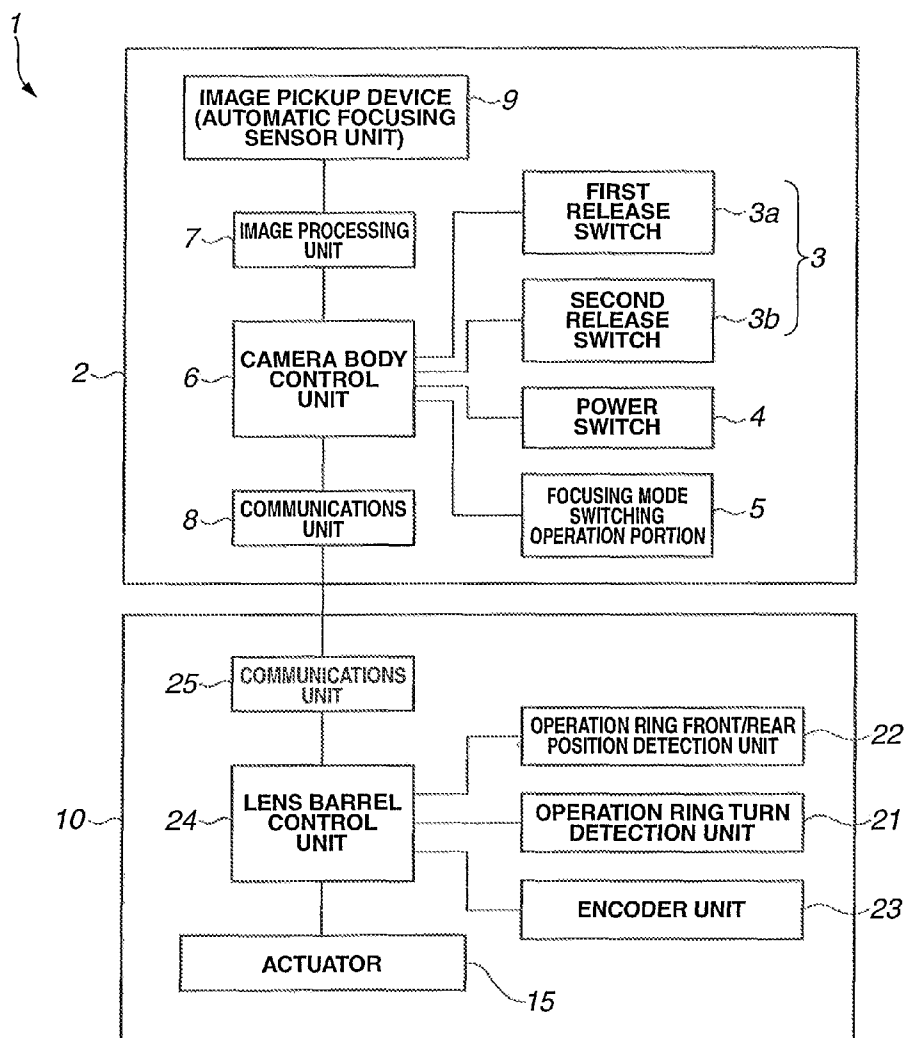 1
IMAGE PICKUP DEVICE
(AUTOMATIC FOCUSING
SENSOR UNIT)
9
FIRST
RELEASE
SWITCH
3a
3
7
IMAGE PROCESSING
UNIT
SECOND
RELEASE
SWITCH
3b
2
6
CAMERA BODY
CONTROL
UNIT
POWER
SWITCH
4
8
COMMUNICATIONS
UNIT
FOCUSING MODE
SWITCHING
OPERATION PORTION
5
25
COMMUNICATIONS
UNIT
OPERATION RING FRONT/REAR
POSITION DETECTION UNIT
22
10
24
LENS BARREL
CONTROL
UNIT
OPERATION RING TURN
DETECTION UNIT
21
ENCODER UNIT
23
ACTUATOR
15